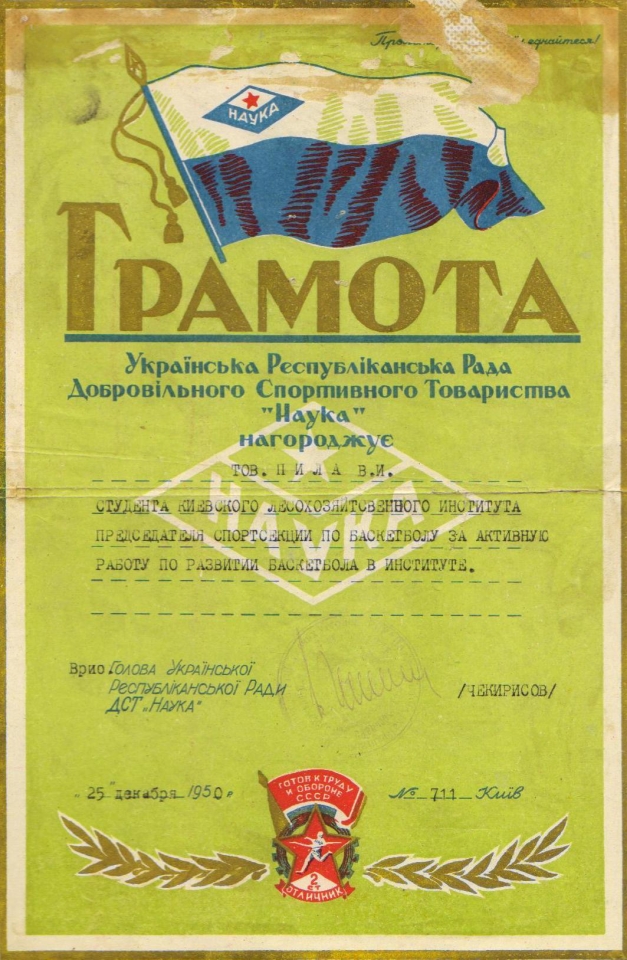 НАУКА
ГРАМОТА
Українська Республіканська Рада
Добровільного Спортивного Товариства
"Наука"
нагороджує
ТОВ. П И Л А В.И.
СТУДЕНТА КИЕВСКОГО ЛЕСОХОЗЯЙТСВЕННОГО ИНСТИТУТА
НАУКА
ПРЕДСЕДАТЕЛЯ СПОРТСЕКЦИИ ПО БАСКЕТБОЛУ ЗА АКТИВНУЮ
РАБОТУ ПО РАЗВИТИИ БАСКЕТБОЛА В ИНСТИТУТЕ.
Врио.Голова Української
Республіканської Ради
ДСТ „Наука"
/ЧЕКИРИСОВ/
"25" декабря 1950 р
№ 711 Київ
ГОТОВ К ТРУДУ
И ОБОРОНЕ
СССР
2
СТ
ОТЛИЧНИК